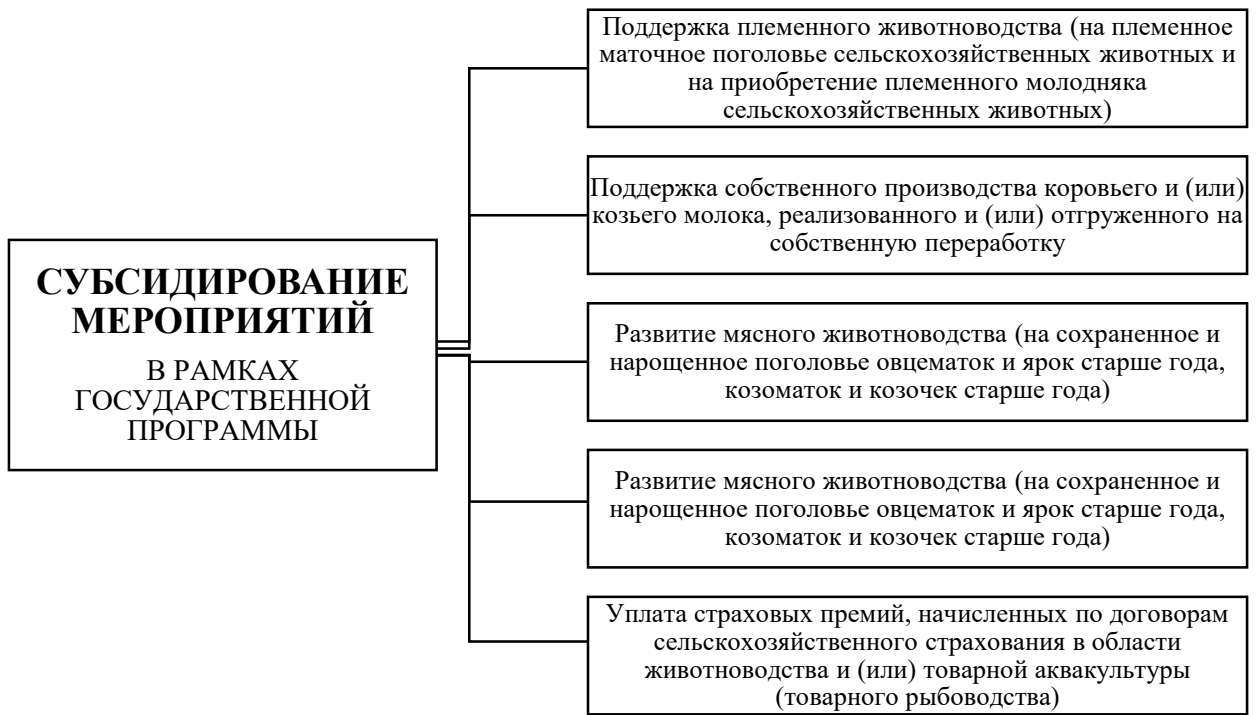 СУБСИДИРОВАНИЕ
МЕРОПРИЯТИЙ
В РАМКАХ
ГОСУДАРСТВЕННОЙ
ПРОГРАММЫ
Поддержка племенного животноводства (на племенное
маточное поголовье сельскохозяйственных животных и
на приобретение племенного молодняка
сельскохозяйственных животных)
Поддержка собственного производства коровьего и (или)
козьего молока, реализованного и (или) отгруженного на
собственную переработку
Развитие мясного животноводства (на сохраненное и
нарощенное поголовье овцематок и ярок старше года,
козоматок и козочек старше года)
Развитие мясного животноводства (на сохраненное и
нарощенное поголовье овцематок и ярок старше года,
козоматок и козочек старше года)
Уплата страховых премий, начисленных по договорам
сельскохозяйственного страхования в области
животноводства и (или) товарной аквакультуры
(товарного рыбоводства)